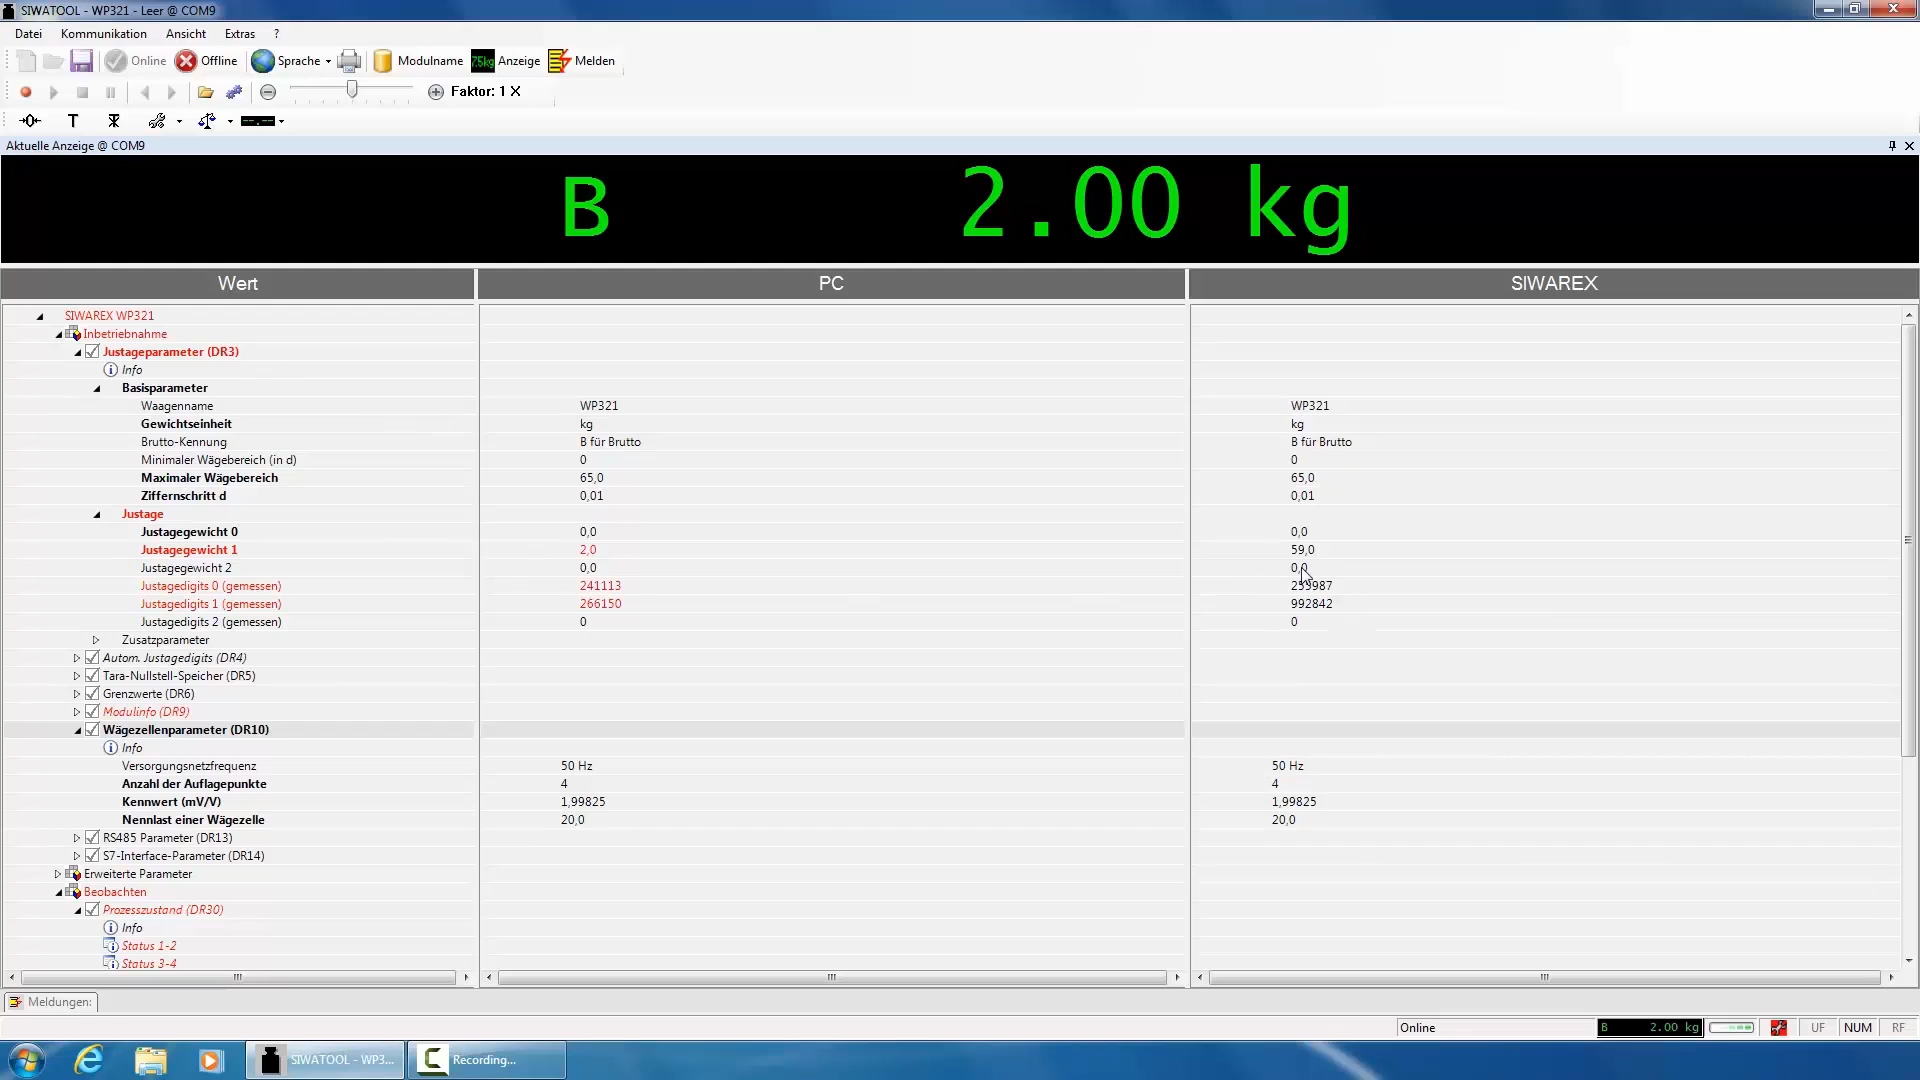 SIWATOOL - WP321 - Leer @ COM9
Datei Kommunikation Ansicht Extras ?
Online Offline Sprache 7.5kg Modulname Anzeige Melden
Faktor: 1 X
T
Aktuelle Anzeige @ COM9
B 2.00 kg
Wert PC SIWAREX
SIWAREX WP321
Inbetriebnahme
Justageparameter (DR3)
Info
Basisparameter
Waagenname WP321 WP321
Gewichtseinheit kg kg
Brutto-Kennung B für Brutto B für Brutto
Minimaler Wägebereich (in d) 0 0
Maximaler Wägebereich 65,0 65,0
Ziffernschritt d 0,01 0,01
Justage
Justagegewicht 0 0,0 0,0
Justagegewicht 1 2,0 59,0
Justagegewicht 2 0,0 0,0
Justagedigits 0 (gemessen) 241113
Justagedigits 1 (gemessen) 266150 992842
Justagedigits 2 (gemessen) 0 0
Zusatzparameter
Autom. Justagedigits (DR4)
Tara-Nullstell-Speicher (DR5)
Grenzwerte (DR6)
Modulinfo (DR9)
Wägezellenparameter (DR10)
Info
Versorgungsnetzfrequenz 50 Hz 50 Hz
Anzahl der Auflagepunkte 4 4
Kennwert (mV/V) 1,99825 1,99825
Nennlast einer Wägezelle 20,0 20,0
RS485 Parameter (DR13)
S7-Interface-Parameter (DR14)
Erweiterte Parameter
Beobachten
Prozesszustand (DR30)
Info
Status 1-2
Status 3-4
Meldungen:
Online B 2.00 kg UF NUM RF
SIWATOOL - WP3... Recording...